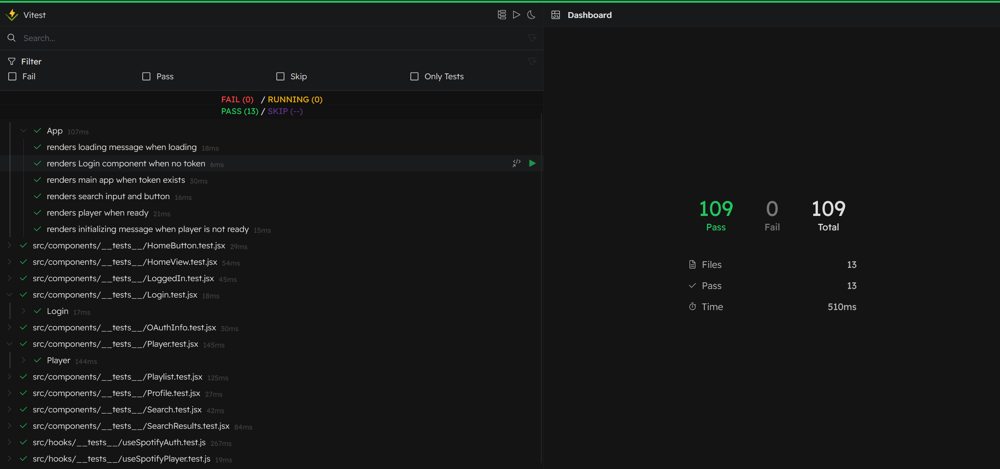 Vitest
Dashboard
Search...
Filter
Fail
Pass
Skip
Only Tests
FAIL (0) / RUNNING (0)
PASS (13) / SKIP (--)
App 107ms
renders loading message when loading 18ms
renders Login component when no token 6ms
renders main app when token exists 30ms
renders search input and button 16ms
renders player when ready 21ms
renders initializing message when player is not ready 15ms
src/components/__tests__/HomeButton.test.jsx 29ms
src/components/__tests__/HomeView.test.jsx 54ms
src/components/__tests__/LoggedIn.test.jsx 45ms
src/components/__tests__/Login.test.jsx 18ms
Login 17ms
src/components/__tests__/OAuthInfo.test.jsx 30ms
src/components/__tests__/Player.test.jsx 145ms
Player 144ms
src/components/__tests__/Playlist.test.jsx 125ms
src/components/__tests__/Profile.test.jsx 27ms
src/components/__tests__/Search.test.jsx 42ms
src/components/__tests__/SearchResults.test.jsx 84ms
src/hooks/__tests__/useSpotifyAuth.test.js 267ms
src/hooks/__tests__/useSpotifyPlayer.test.js 19ms
109 0 109
Pass Fail Total
Files 13
Pass 13
Time 510ms